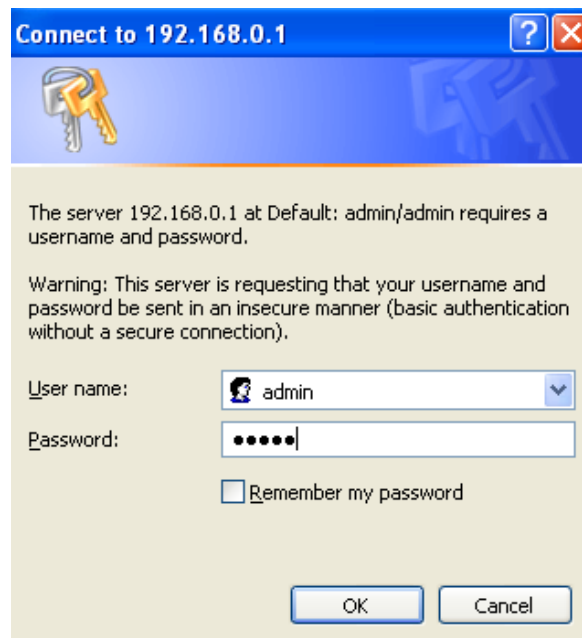 Connect to 192.168.0.1
The server 192.168.0.1 at Default: admin/admin requires a
username and password.
Warning: This server is requesting that your username and
password be sent in an insecure manner (basic authentication
without a secure connection).
User name:
admin
Password:
●●●●●
Remember my password
OK
Cancel